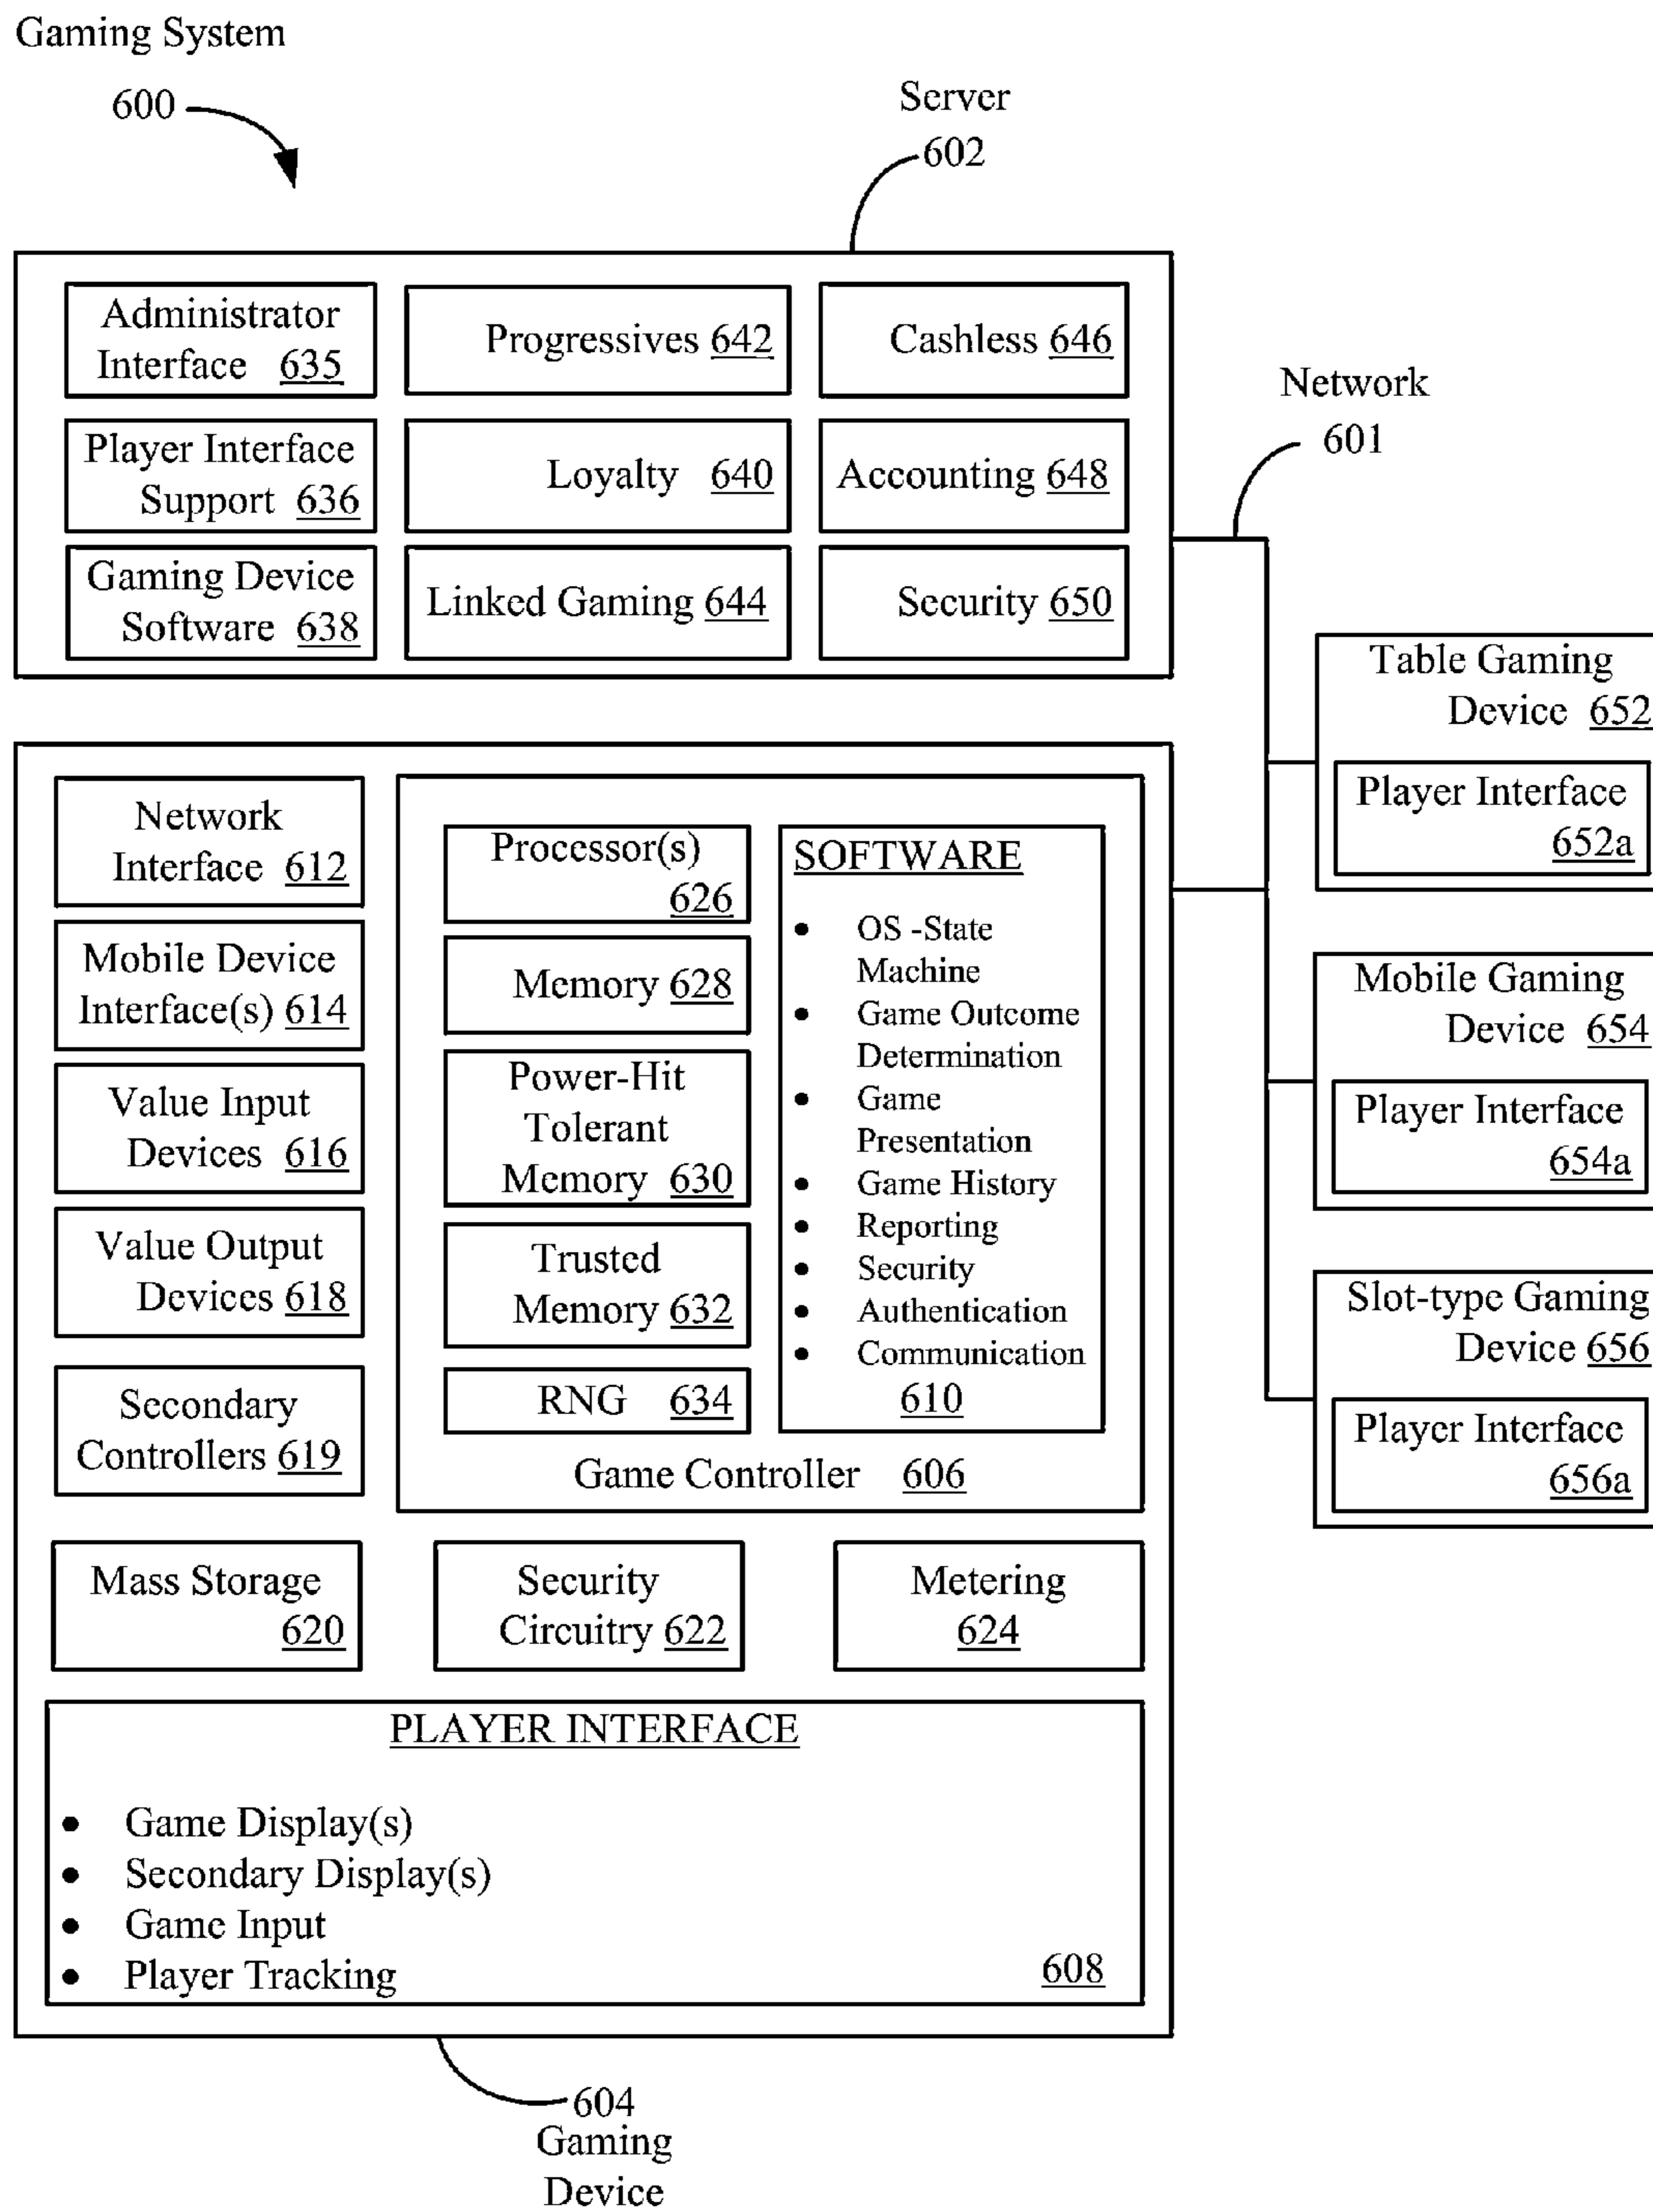 Gaming System
600
Server
602
Administrator
Interface 635
Progressives 642
Cashless 646
Player Interface
Support 636
Loyalty 640
Accounting 648
Gaming Device
Software 638
Linked Gaming 644
Security 650
Network
601
Table Gaming
Device 652
Player Interface
652a
Mobile Gaming
Device 654
Player Interface
654a
Slot-type Gaming
Device 656
Player Interface
656a
Network
Interface 612
Mobile Device
Interface(s) 614
Value Input
Devices 616
Value Output
Devices 618
Secondary
Controllers 619
Processor(s)
626
Memory 628
Power-Hit
Tolerant
Memory 630
Trusted
Memory 632
RNG 634
SOFTWARE
• OS -State
Machine
• Game Outcome
Determination
• Game
Presentation
• Game History
• Reporting
• Security
• Authentication
• Communication
610
Game Controller 606
Mass Storage
620
Security
Circuitry 622
Metering
624
PLAYER INTERFACE
• Game Display(s)
• Secondary Display(s)
• Game Input
• Player Tracking
608
604
Gaming
Device